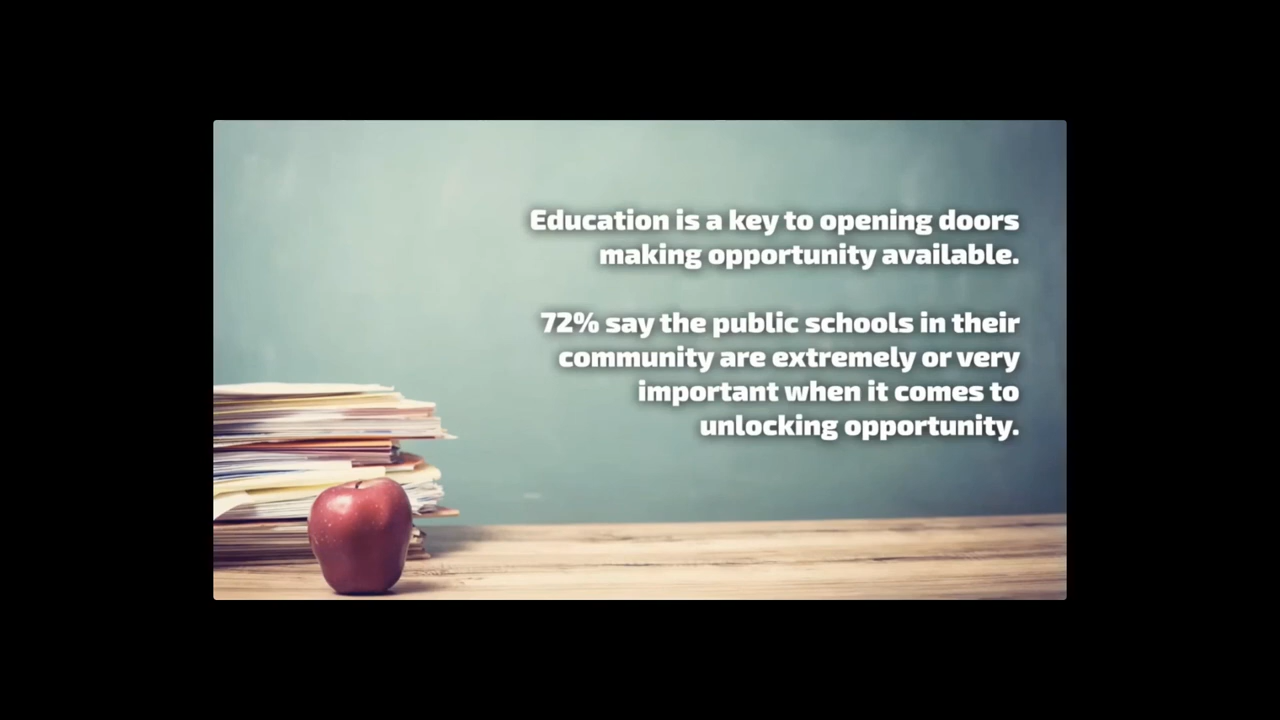 Education is a key to opening doors
making opportunity available.
72% say the public schools in their
community are extremely or very
important when it comes to
unlocking opportunity.